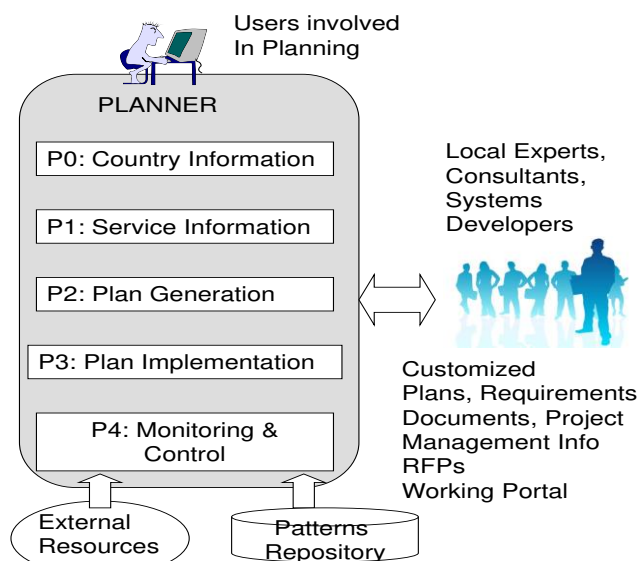 Users involved
In Planning
PLANNER
P0: Country Information
P1: Service Information
P2: Plan Generation
P3: Plan Implementation
P4: Monitoring &
Control
Local Experts,
Consultants,
Systems
Developers
Customized
Plans, Requirements
Documents, Project
Management Info
RFPs
Working Portal
External
Resources
Patterns
Repository